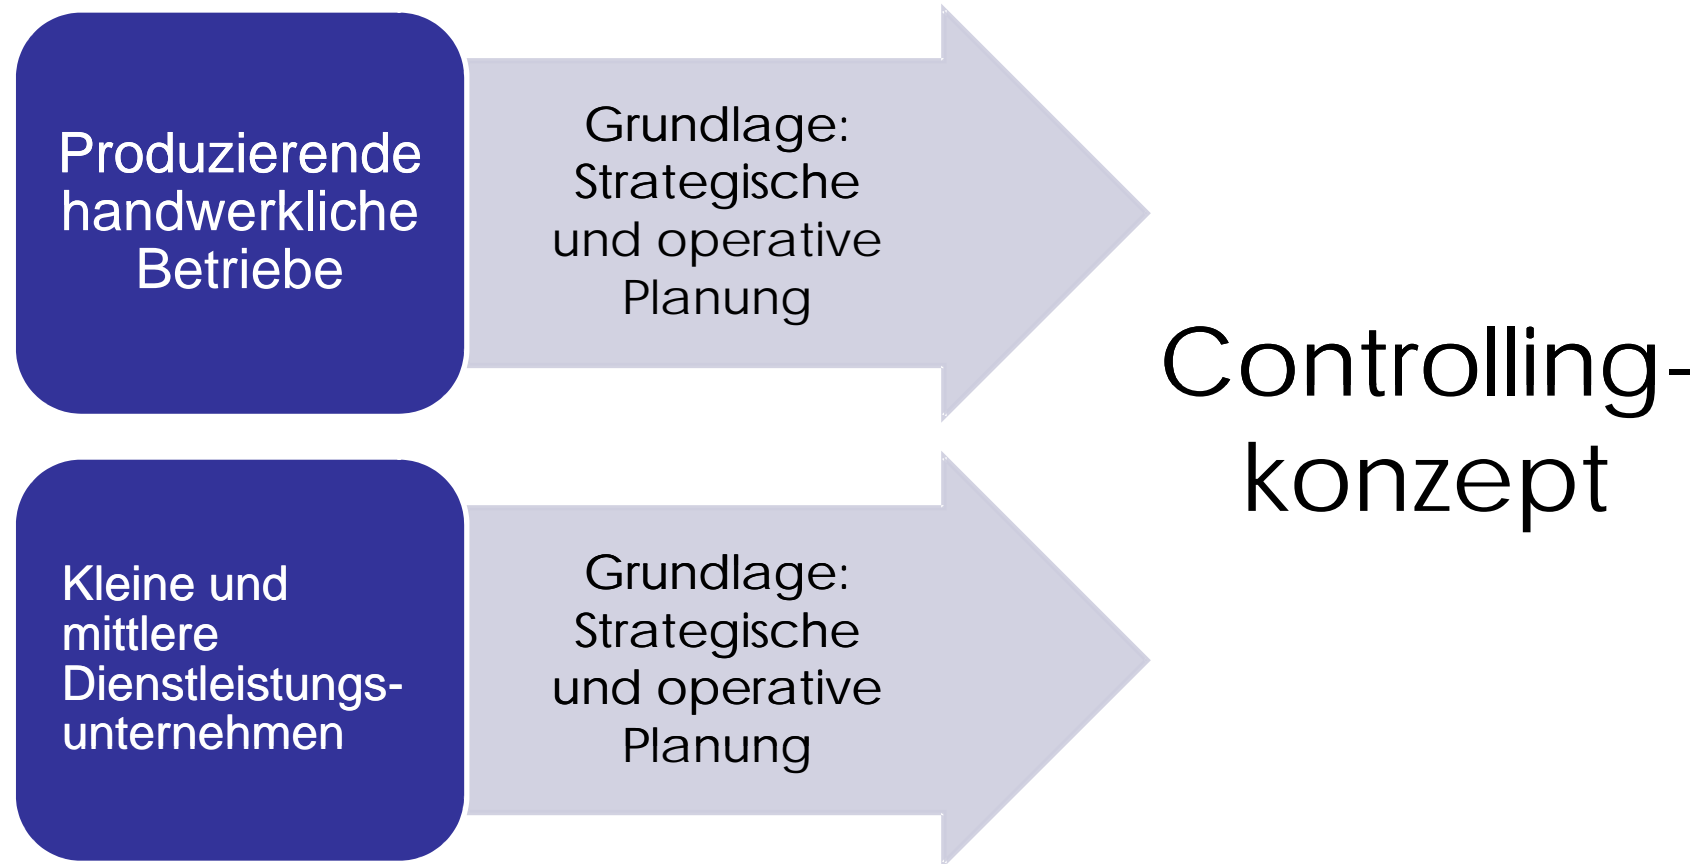 Produzierende
handwerkliche
Betriebe
Grundlage:
Strategische
und operative
Planung
Kleine und
mittlere
Dienstleistungs-
unternehmen
Grundlage:
Strategische
und operative
Planung
Controlling-
konzept